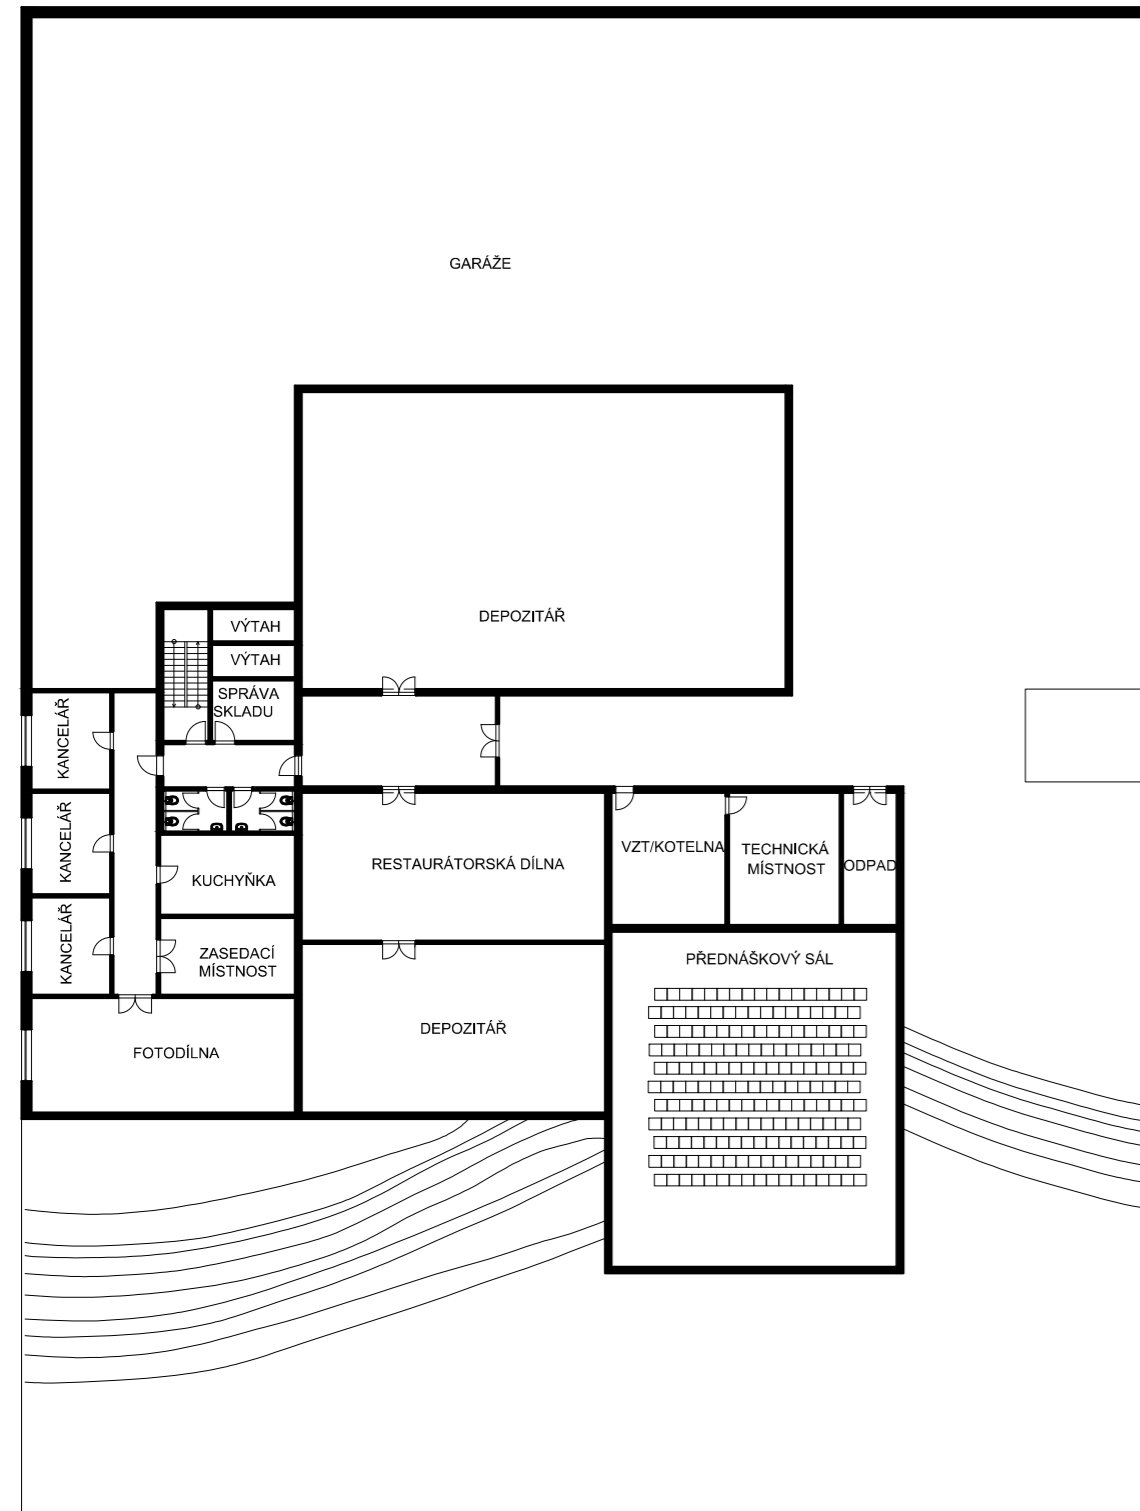 GARÁŽE
DEPOZITÁŘ
VÝTAH
VÝTAH
SPRÁVA
SKLADU
KANCELÁŘ
KANCELÁŘ
KANCELÁŘ
KUCHYŇKA
ZASEDACÍ
MÍSTNOST
FOTODÍLNA
RESTAURÁTORSKÁ DÍLNA
DEPOZITÁŘ
VZT/KOTELNA
TECHNICKÁ
MÍSTNOST
ODPAD
PŘEDNÁŠKOVÝ SÁL